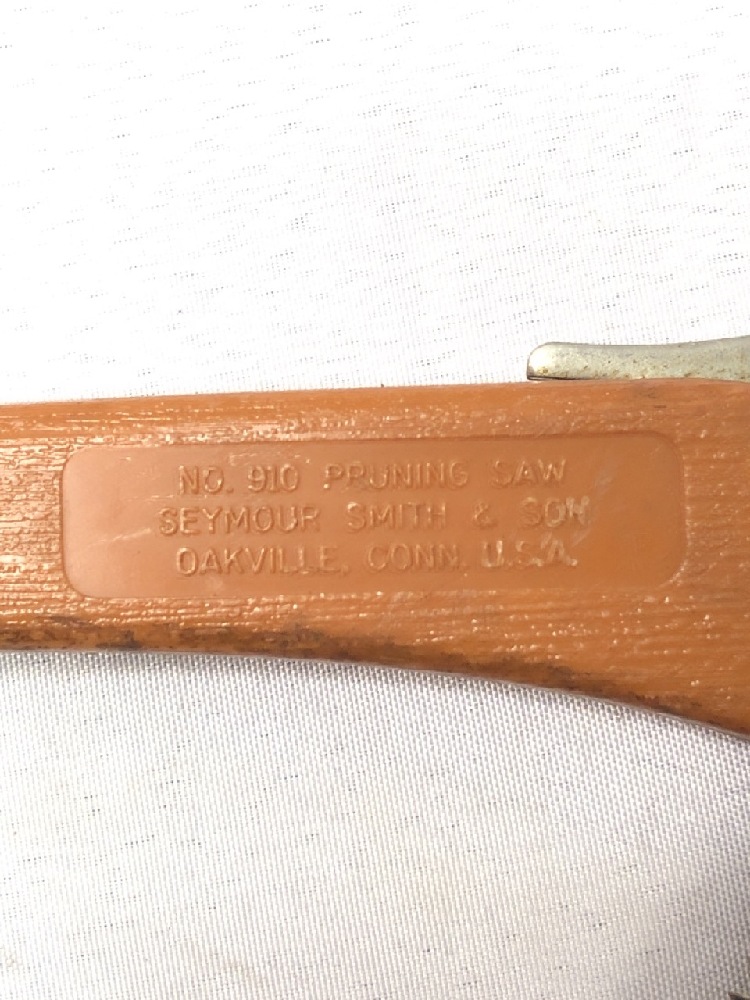 NO. 910 PRUNING SAW
SEYMOUR SMITH & SON
OAKVILLE, CONN. U.S.A.